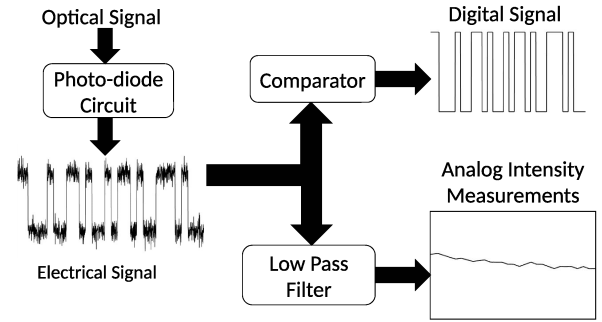 Optical Signal
Photo-diode
Circuit
Electrical Signal
Comparator
Digital Signal
Low Pass
Filter
Analog Intensity
Measurements